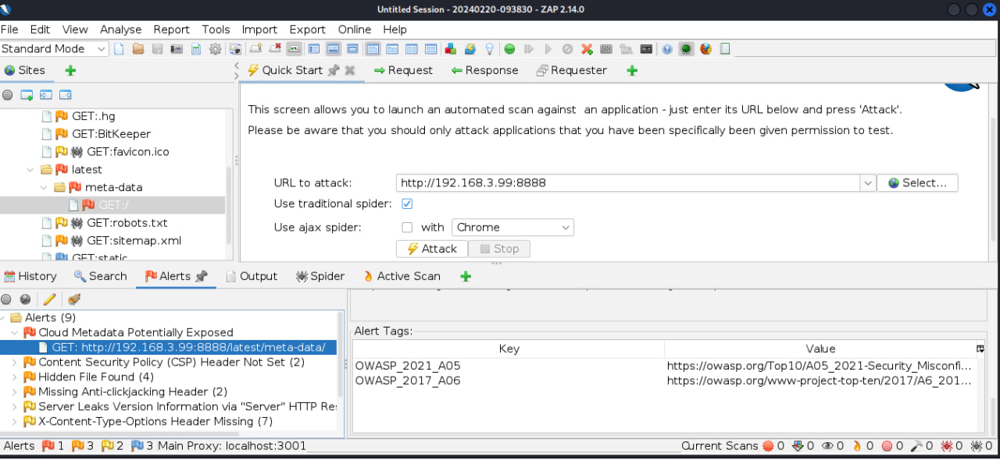 Untitled Session - 20240220-093830 - ZAP 2.14.0
File Edit View Analyse Report Tools Import Export Online Help
Standard Mode
Sites
Quick Start Request Response Requester
GET:.hg
GET:BitKeeper
GET:favicon.ico
latest
meta-data
GET:/
GET:robots.txt
GET:sitemap.xml
GET:static
This screen allows you to launch an automated scan against an application - just enter its URL below and press 'Attack'.
Please be aware that you should only attack applications that you have been specifically been given permission to test.
URL to attack: http://192.168.3.99:8888 Select...
Use traditional spider:
Use ajax spider: with Chrome
Attack Stop
History Search Alerts Output Spider Active Scan
Alerts (9)
Cloud Metadata Potentially Exposed
GET: http://192.168.3.99:8888/latest/meta-data/
Content Security Policy (CSP) Header Not Set (2)
Hidden File Found (4)
Missing Anti-clickjacking Header (2)
Server Leaks Version Information via "Server" HTTP Re
X-Content-Type-Options Header Missing (7)
Alert Tags:
Key Value
OWASP_2021_A05 https://owasp.org/Top10/A05_2021-Security_Misconfi...
OWASP_2017_A06 https://owasp.org/www-project-top-ten/2017/A6_201...
Alerts 1 3 2 3 Main Proxy: localhost:3001
Current Scans 0 0 0 0 0 0 0 0